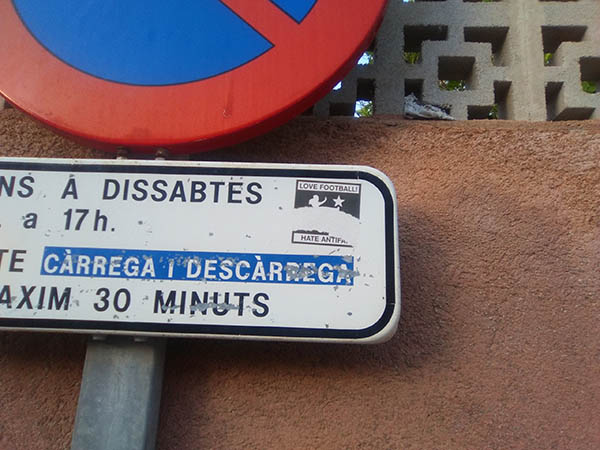 NS A DISSABTES
a 17h.
TE CÀRREGA I DESCÀRREGA
AXIM 30 MINUTS
LOVE FOOTBALL!
HATE ANTIFA